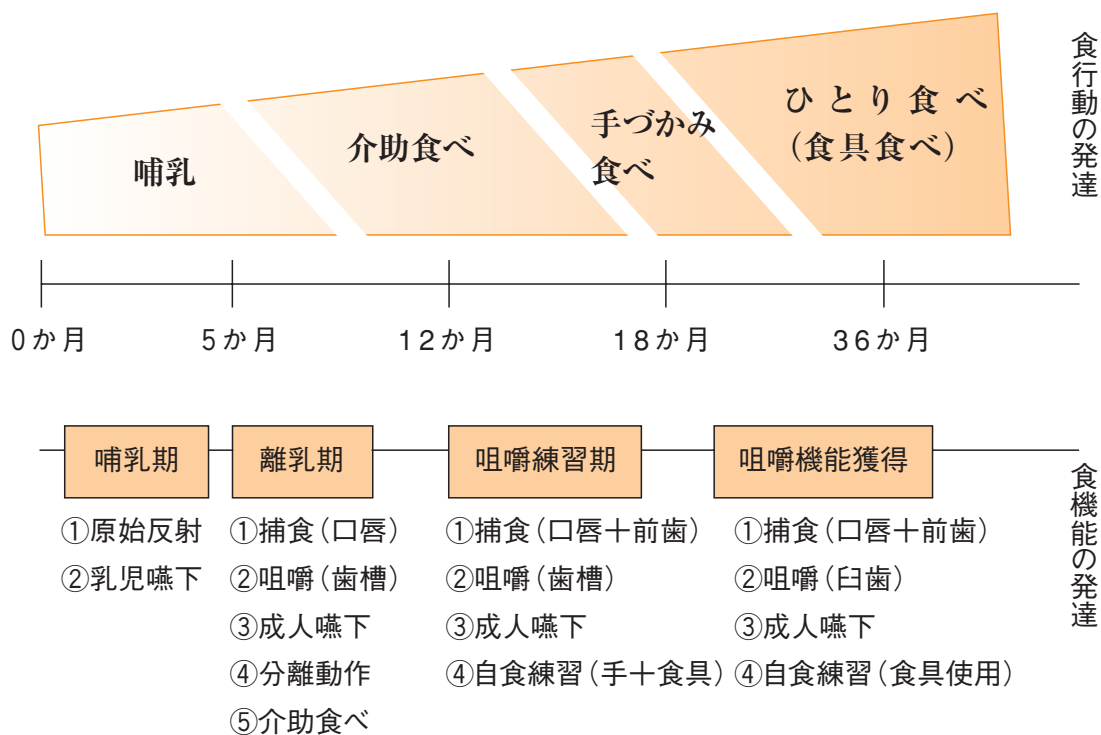 食行動の発達
哺乳
介助食べ
手づかみ
食べ
ひとり食べ
（食具食べ）
0か月
5か月
12か月
18か月
36か月
食機能の発達
哺乳期
①原始反射
②乳児嚥下
離乳期
①捕食（口唇）
②咀嚼（歯槽）
③成人嚥下
④分離動作
⑤介助食べ
咀嚼練習期
①捕食（口唇＋前歯）
②咀嚼（歯槽）
③成人嚥下
④自食練習（手＋食具）
咀嚼機能獲得
①捕食（口唇＋前歯）
②咀嚼（臼歯）
③成人嚥下
④自食練習（食具使用）